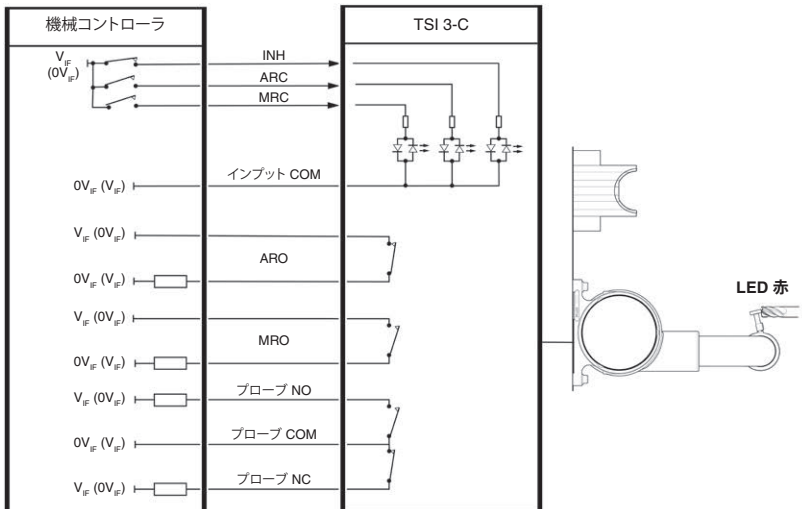 機械コントローラ
TSI 3-C
V_IF
(0V_IF)
INH
ARC
MRC
0V_IF (V_IF)
インプット COM
V_IF (0V_IF)
ARO
0V_IF (V_IF)
V_IF (0V_IF)
MRO
0V_IF (V_IF)
V_IF (0V_IF)
プローブ NO
0V_IF (V_IF)
プローブ COM
V_IF (0V_IF)
プローブ NC
LED 赤